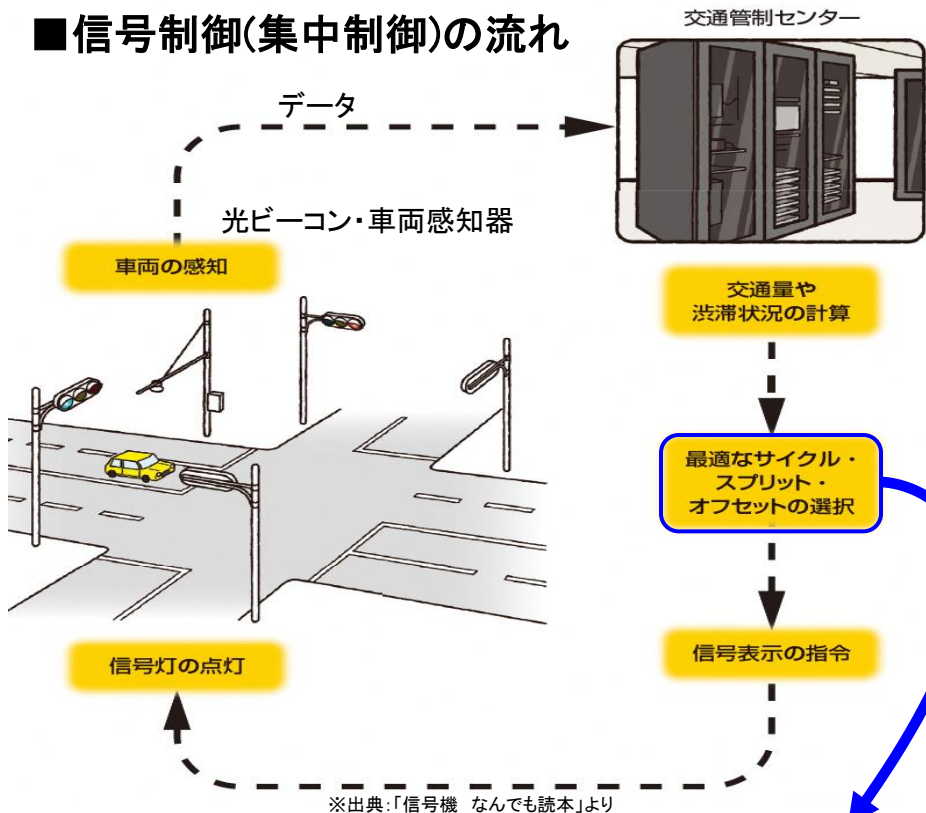 ■信号制御(集中制御)の流れ
交通管制センター
データ
光ビーコン・車両感知器
車両の感知
交通量や
渋滞状況の計算
最適なサイクル・
スプリット・
オフセットの選択
信号表示の指令
信号灯の点灯
※出典:「信号機 なんでも読本」より